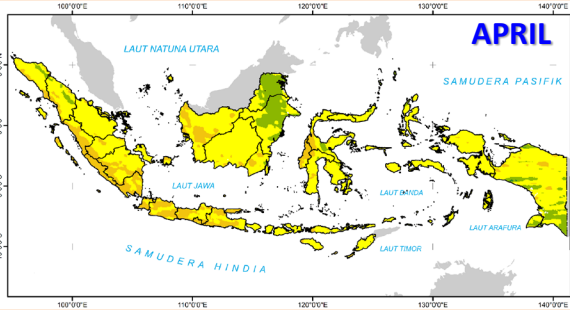 100°0'0"E 110°0'0"E 120°0'0"E 130°0'0"E 140°0'0"E
APRIL
LAUT NATUNA UTARA
SAMUDERA PASIFIK
LAUT JAWA
LAUT BANDA
LAUT ARAFURA
SAMUDERA HINDIA
LAUT TIMOR
100°0'0"E 110°0'0"E 120°0'0"E 130°0'0"E 140°0'0"E